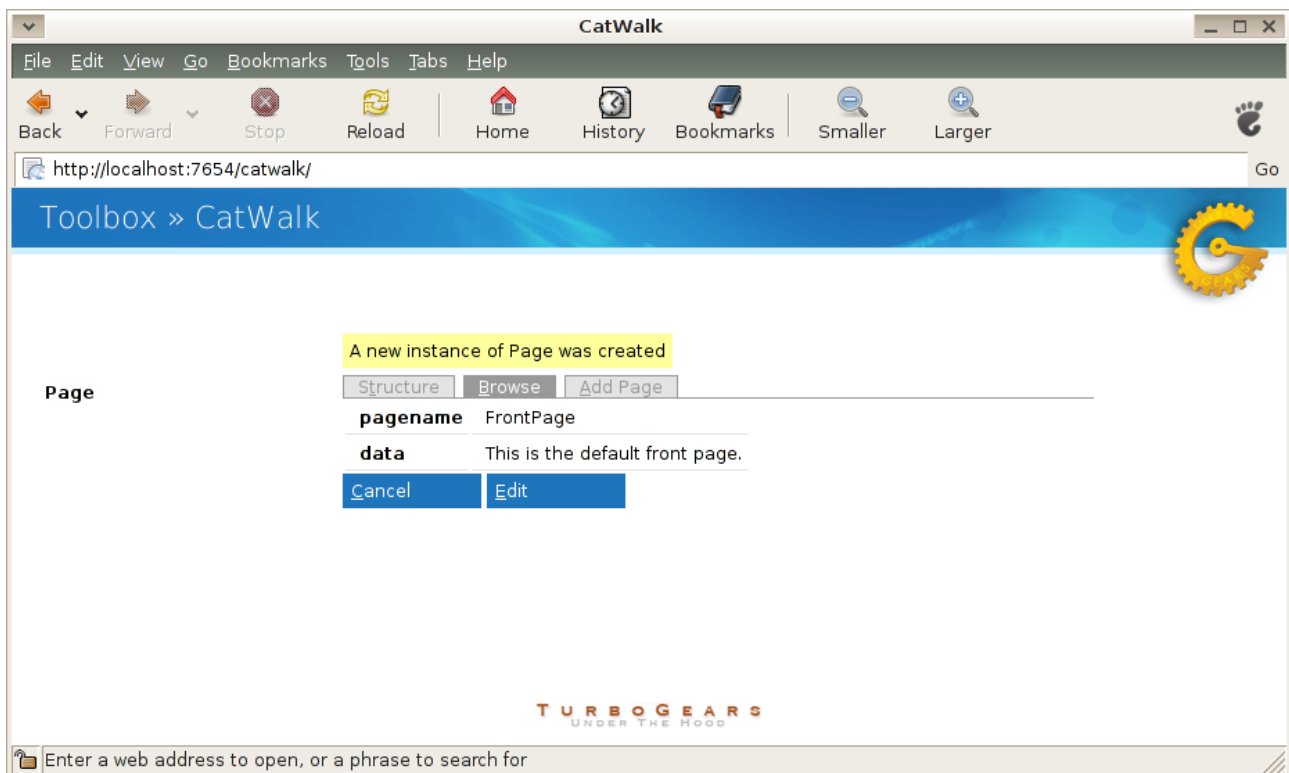 CatWalk
File Edit View Go Bookmarks Tools Tabs Help
Back Forward Stop Reload Home History Bookmarks Smaller Larger
http://localhost:7654/catwalk/ Go
Toolbox » CatWalk
GEARS
A new instance of Page was created
Page
Structure Browse Add Page
pagename FrontPage
data This is the default front page.
Cancel Edit
TURBOGEARS
UNDER THE HOOD
Enter a web address to open, or a phrase to search for